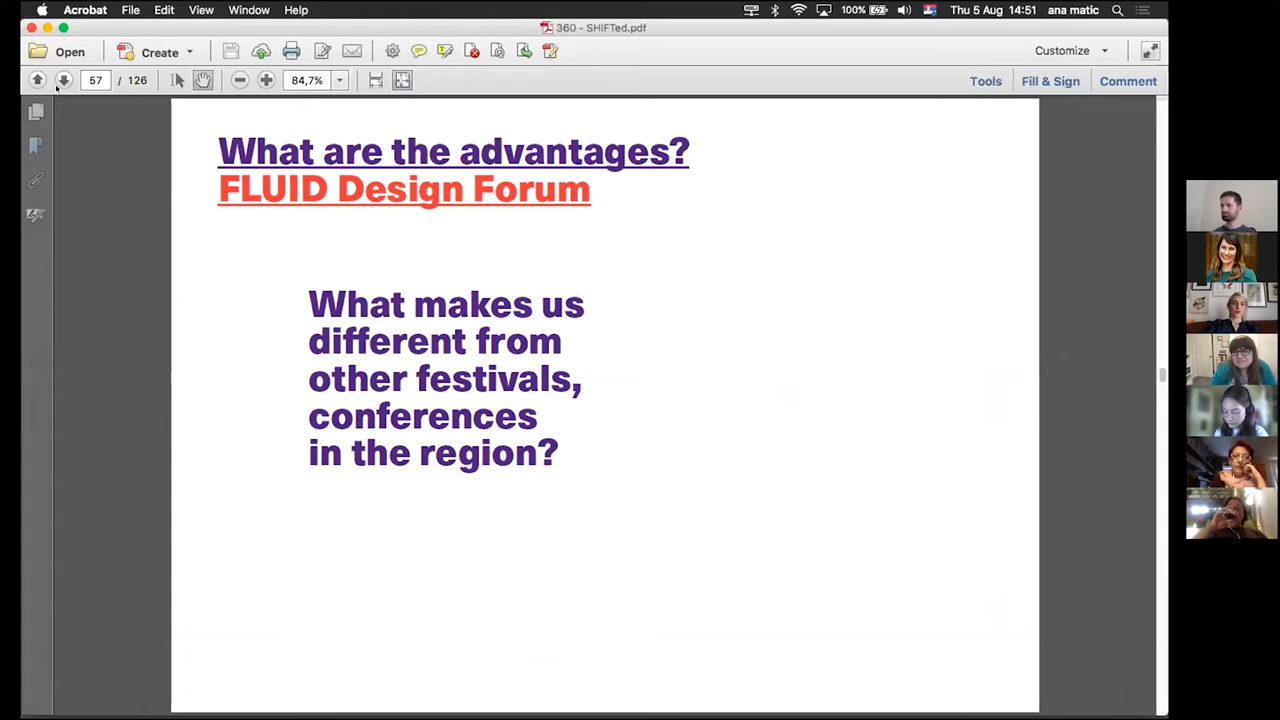 Acrobat File Edit View Window Help
100% Thu 5 Aug 14:51 ana matic
360 - SHIFTed.pdf
Open Create Customize
57 / 126 84,7% Tools Fill & Sign Comment
What are the advantages?
FLUID Design Forum
What makes us
different from
other festivals,
conferences
in the region?